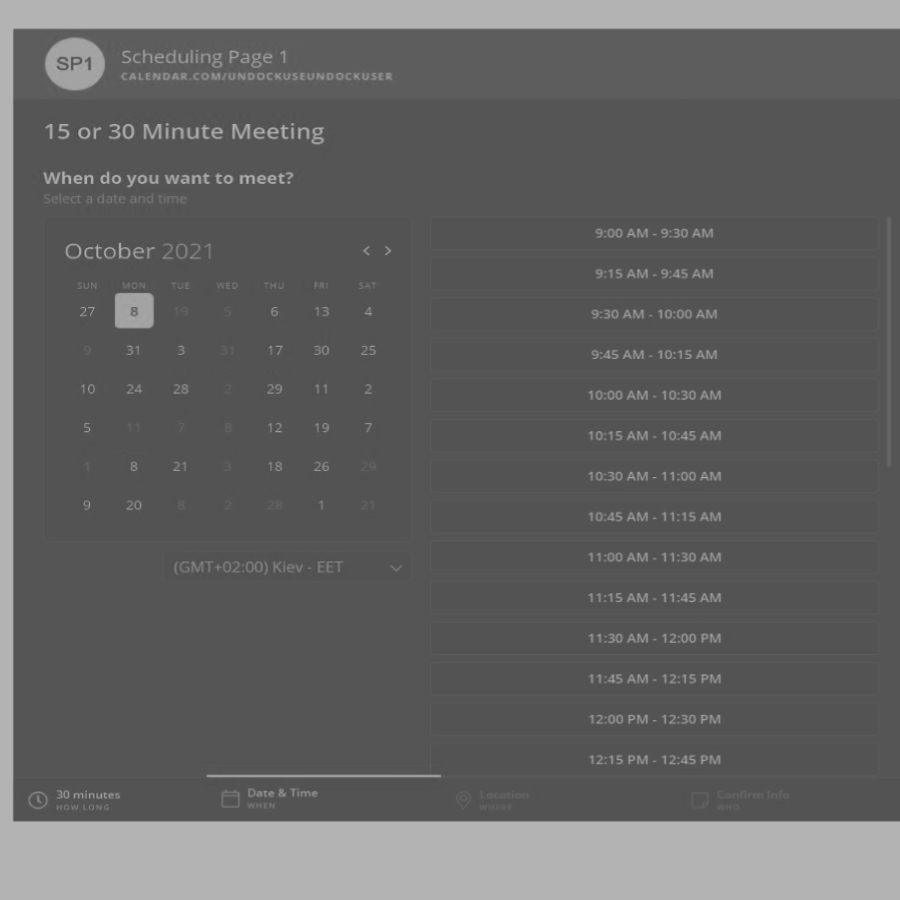 SP1
Scheduling Page 1
CALENDAR.COM/UNDOCKUSEUNDOCKUSER
15 or 30 Minute Meeting
When do you want to meet?
Select a date and time
October 2021 < >
SUN MON TUE WED THU FRI SAT
27 8 19 5 6 13 4
9 31 3 31 17 30 25
10 24 28 2 29 11 2
5 11 7 8 12 19 7
1 8 21 3 18 26 29
9 20 8 2 28 1 21
(GMT+02:00) Kiev - EET
9:00 AM - 9:30 AM
9:15 AM - 9:45 AM
9:30 AM - 10:00 AM
9:45 AM - 10:15 AM
10:00 AM - 10:30 AM
10:15 AM - 10:45 AM
10:30 AM - 11:00 AM
10:45 AM - 11:15 AM
11:00 AM - 11:30 AM
11:15 AM - 11:45 AM
11:30 AM - 12:00 PM
11:45 AM - 12:15 PM
12:00 PM - 12:30 PM
12:15 PM - 12:45 PM
30 minutes
HOW LONG
Date & Time
WHEN
Location
WHERE
Confirm Info
WHO